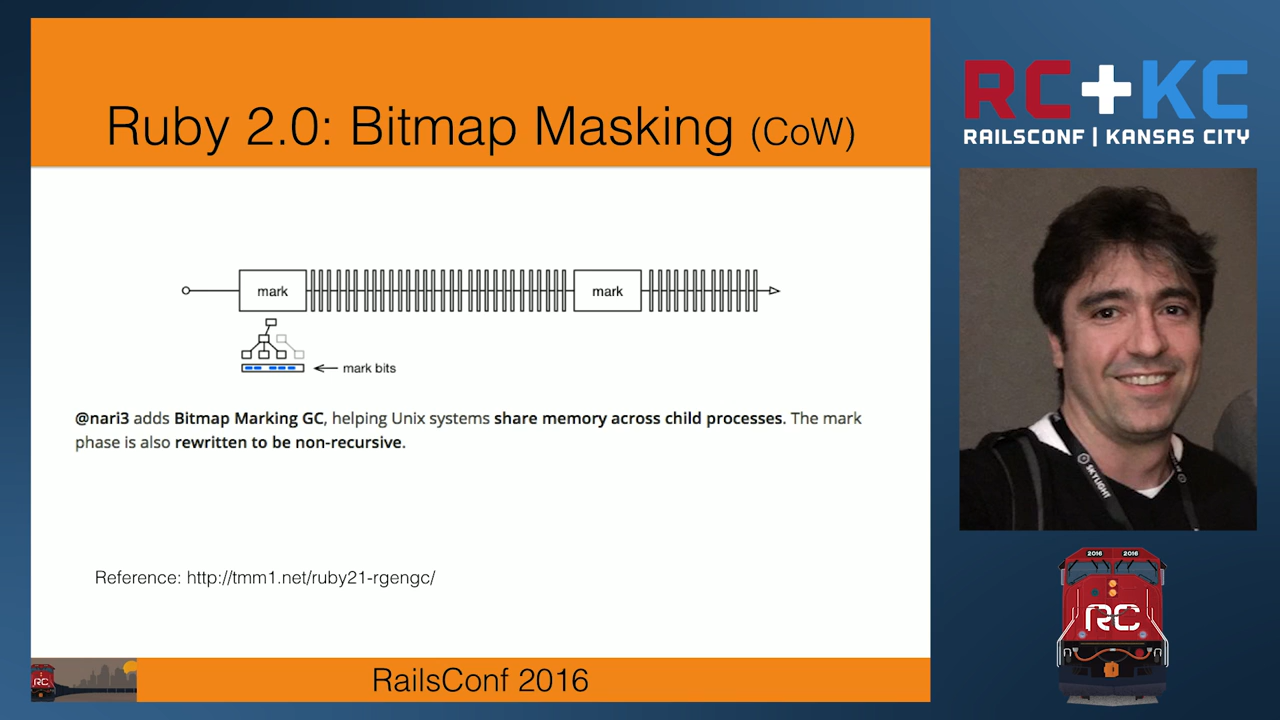 Ruby 2.0: Bitmap Masking (CoW)
mark
mark
mark bits
@nari3 adds Bitmap Marking GC, helping Unix systems share memory across child processes. The mark
phase is also rewritten to be non-recursive.
Reference: http://tmm1.net/ruby21-rgengc/
RC
RailsConf 2016
RC+KC
RAILSCONF | KANSAS CITY
SKYLIGHT
2016 2016
RC